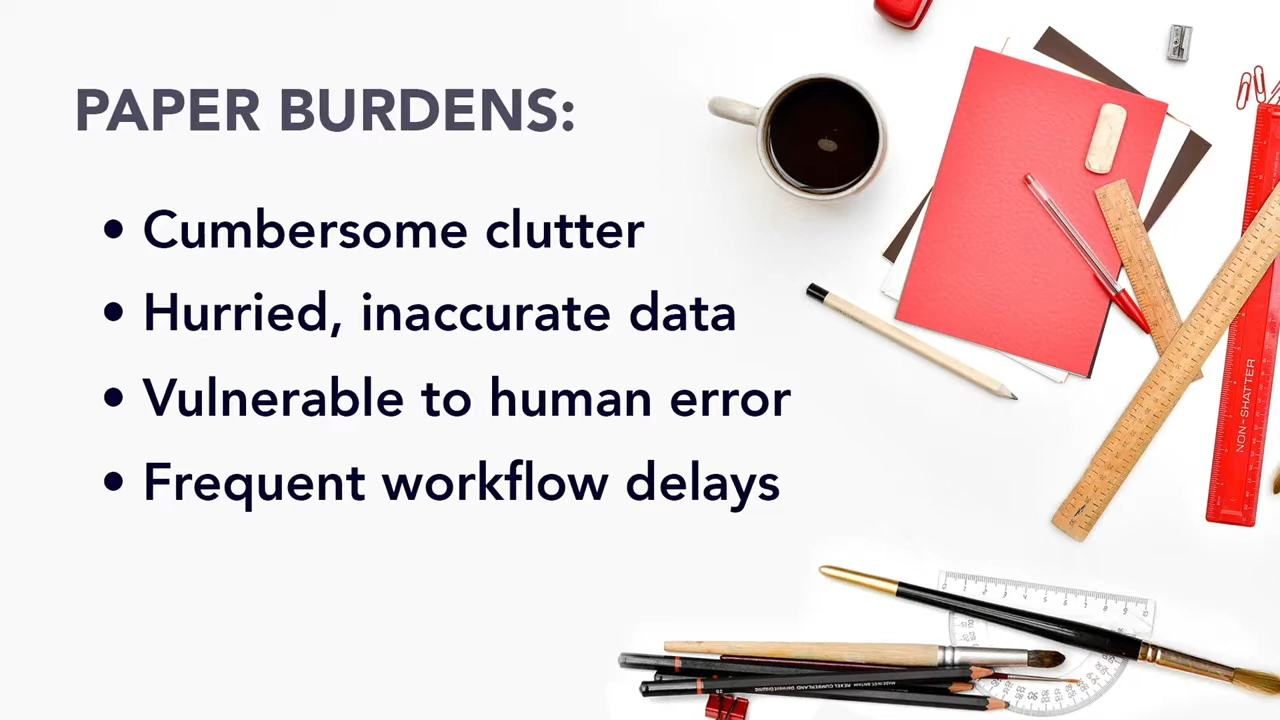 PAPER BURDENS:
• Cumbersome clutter
• Hurried, inaccurate data
• Vulnerable to human error
• Frequent workflow delays
NON-SHATTER